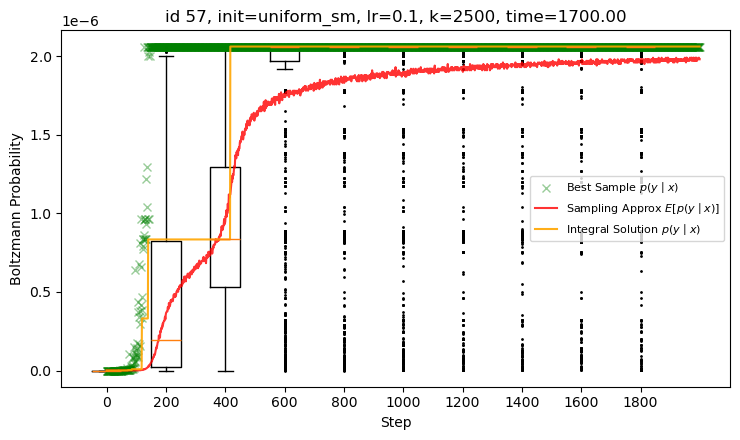 id 57, init=uniform_sm, lr=0.1, k=2500, time=1700.00
1e−6
2.0
1.5
1.0
0.5
0.0
Boltzmann Probability
Best Sample p(y | x)
Sampling Approx E[p(y | x)]
Integral Solution p(y | x)
0 200 400 600 800 1000 1200 1400 1600 1800
Step